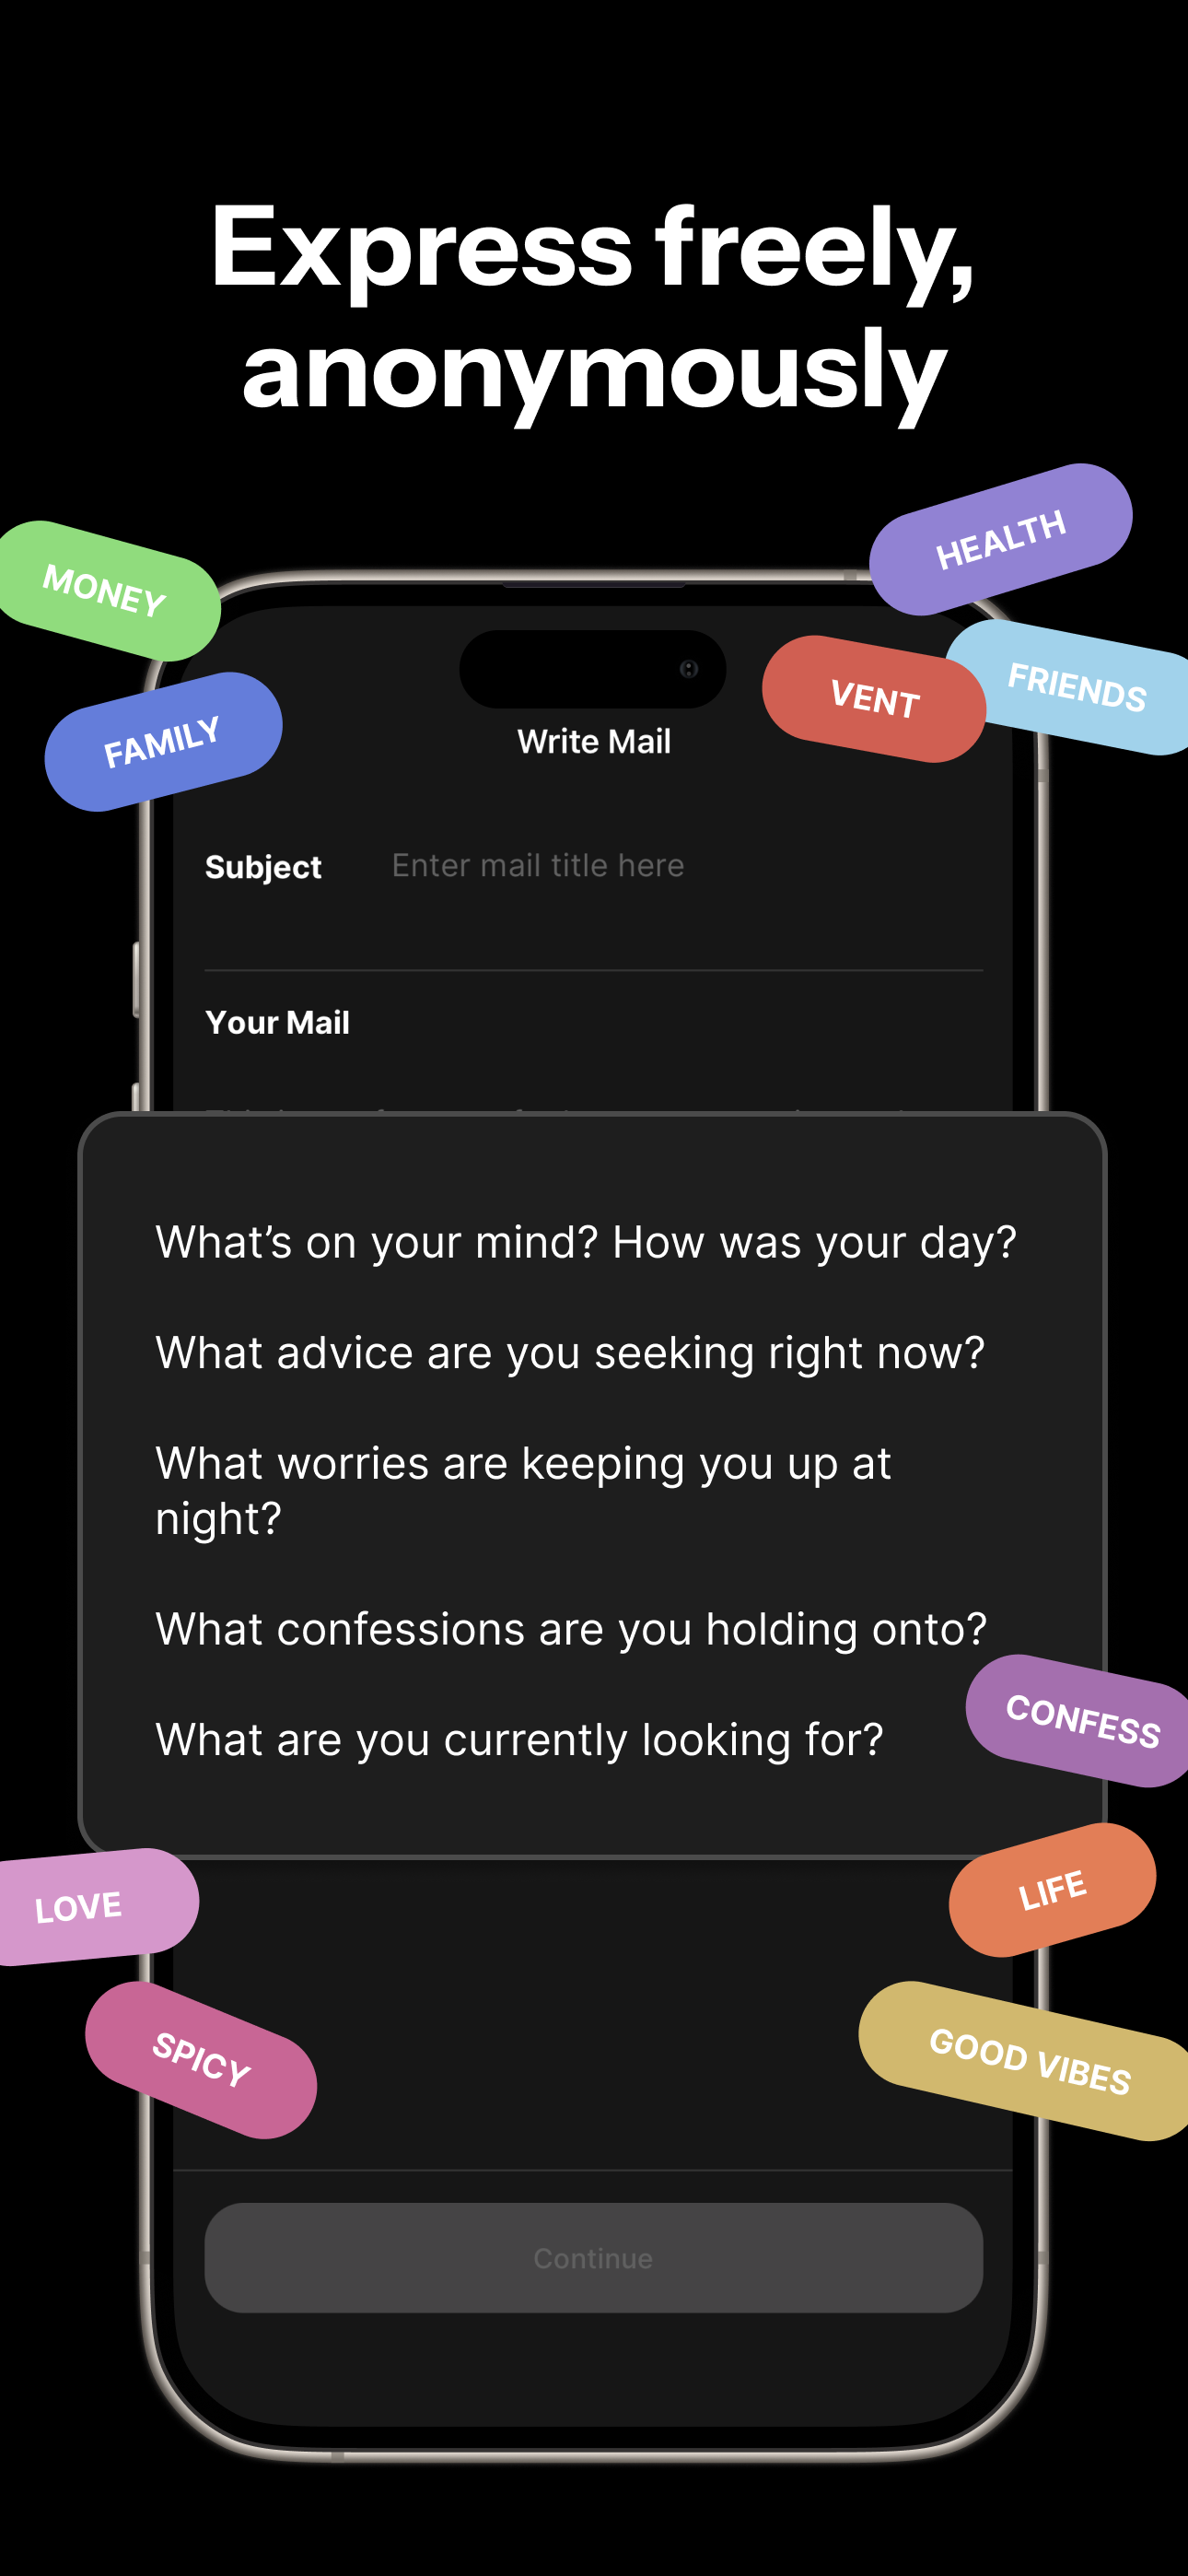 Express freely,
anonymously
HEALTH
MONEY
FRIENDS
VENT
FAMILY
Write Mail
Subject
Enter mail title here
Your Mail
What’s on your mind? How was your day?
What advice are you seeking right now?
What worries are keeping you up at
night?
What confessions are you holding onto?
CONFESS
What are you currently looking for?
LIFE
LOVE
GOOD VIBES
SPICY
Continue